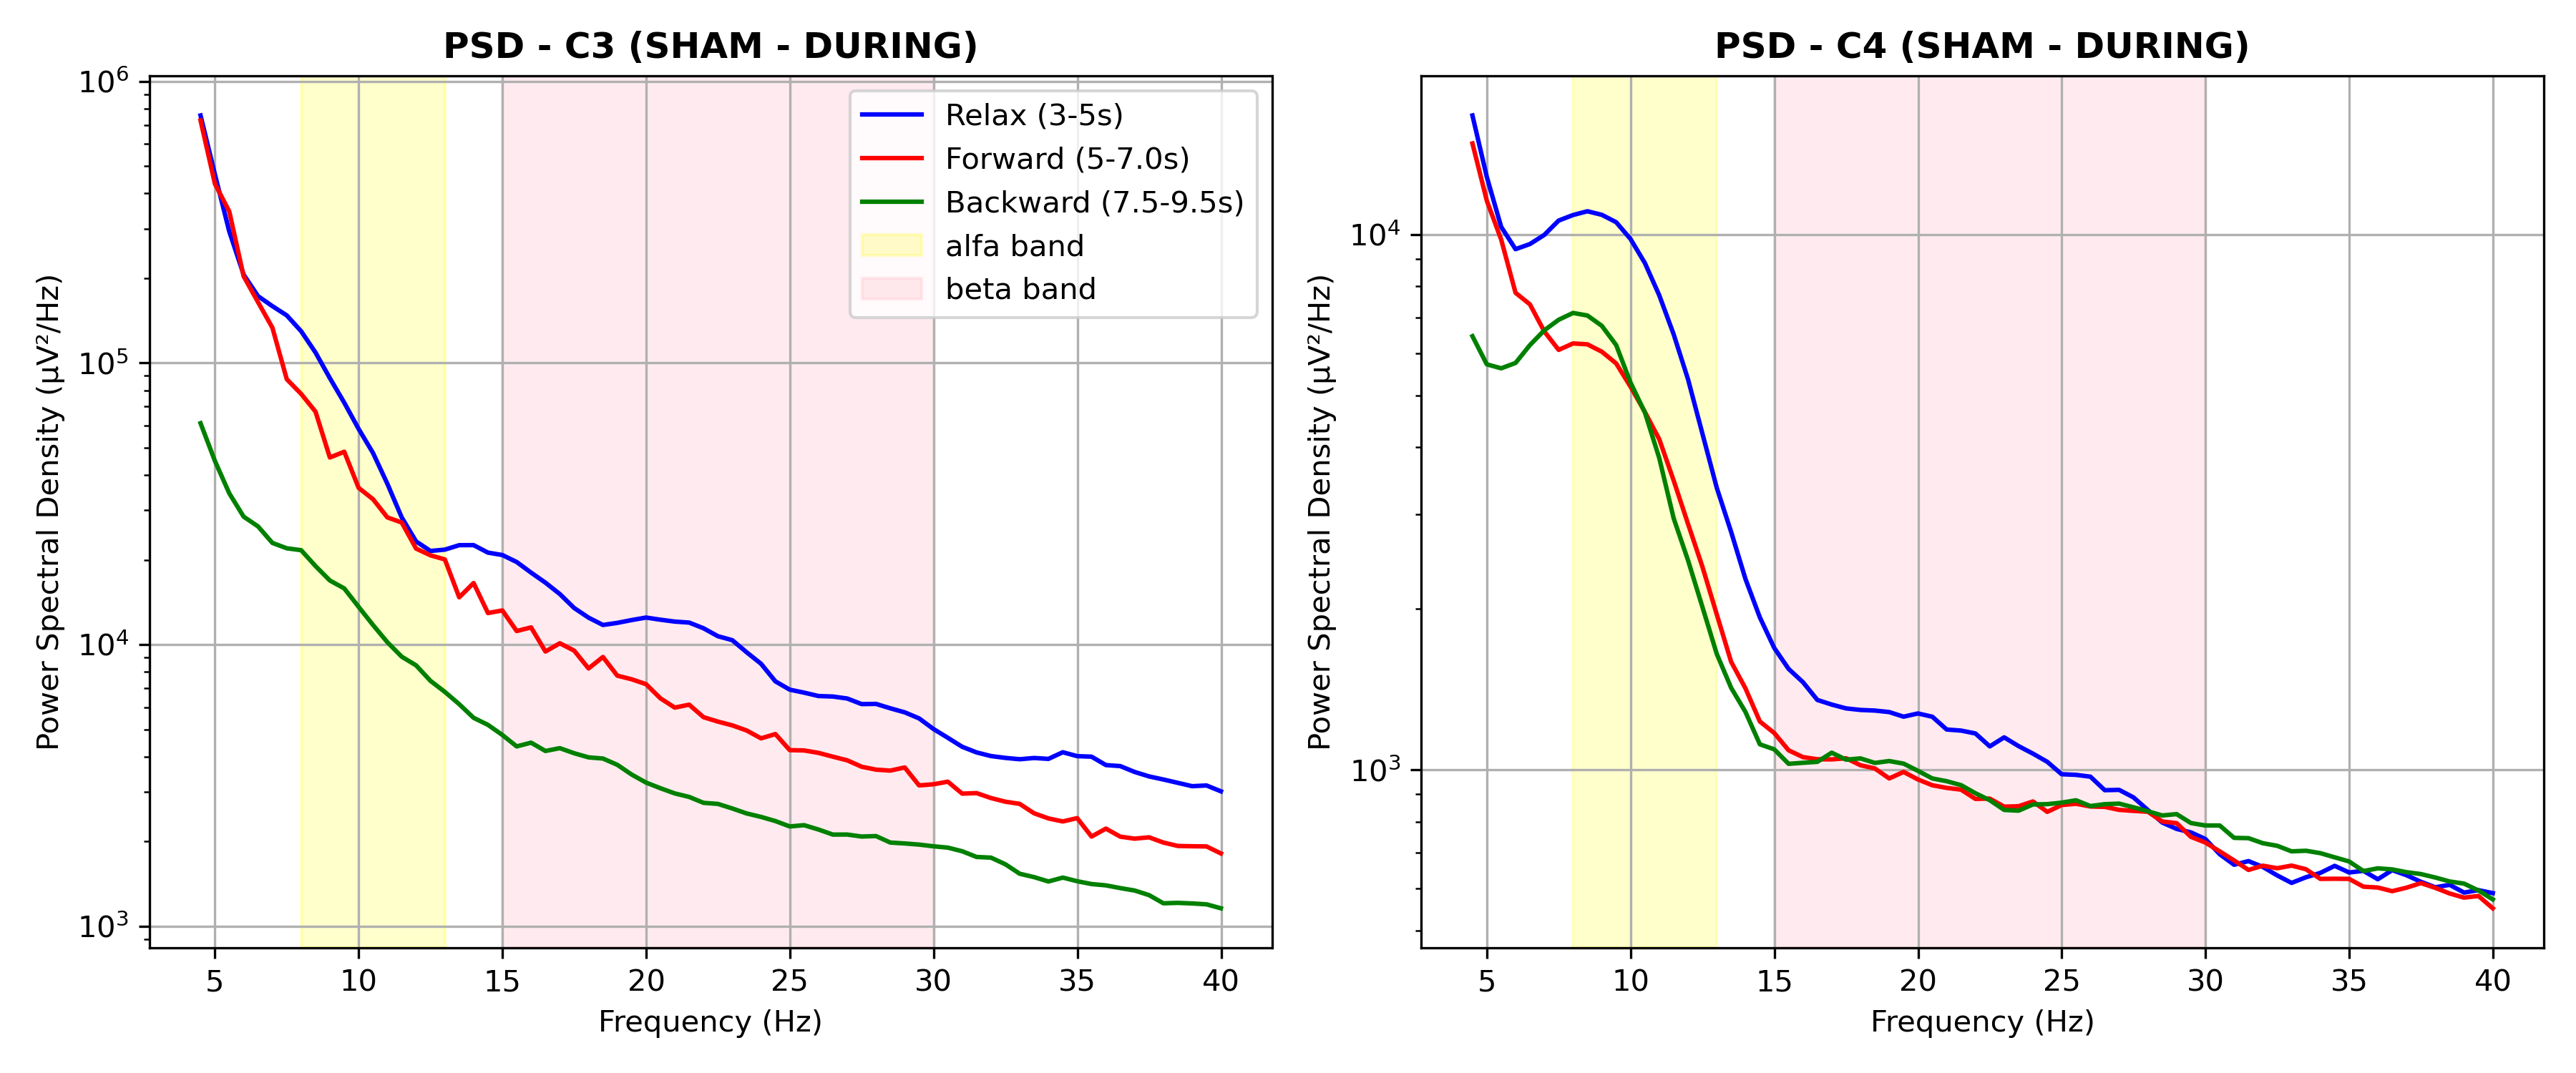 PSD - C3 (SHAM - DURING)
Power Spectral Density (µV²/Hz)
10⁶
10⁵
10⁴
10³
Relax (3-5s)
Forward (5-7.0s)
Backward (7.5-9.5s)
alfa band
beta band
5 10 15 20 25 30 35 40
Frequency (Hz)
PSD - C4 (SHAM - DURING)
Power Spectral Density (µV²/Hz)
10⁴
10³
5 10 15 20 25 30 35 40
Frequency (Hz)